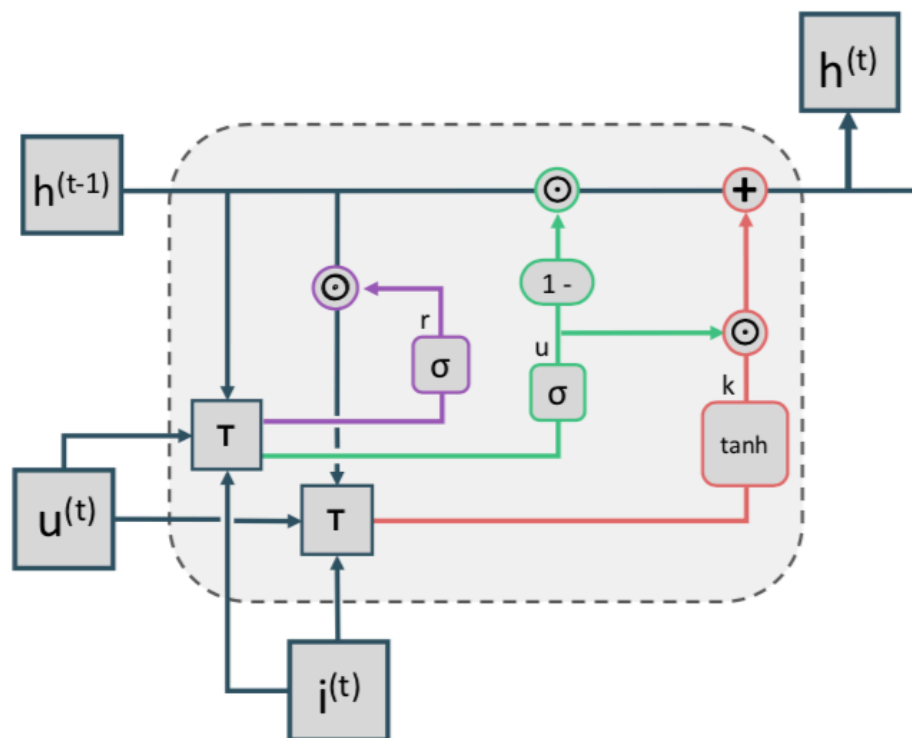 h(t)
h(t-1)
⊙
+
⊙
1 -
r
u
⊙
σ
σ
k
T
tanh
u(t)
T
i(t)